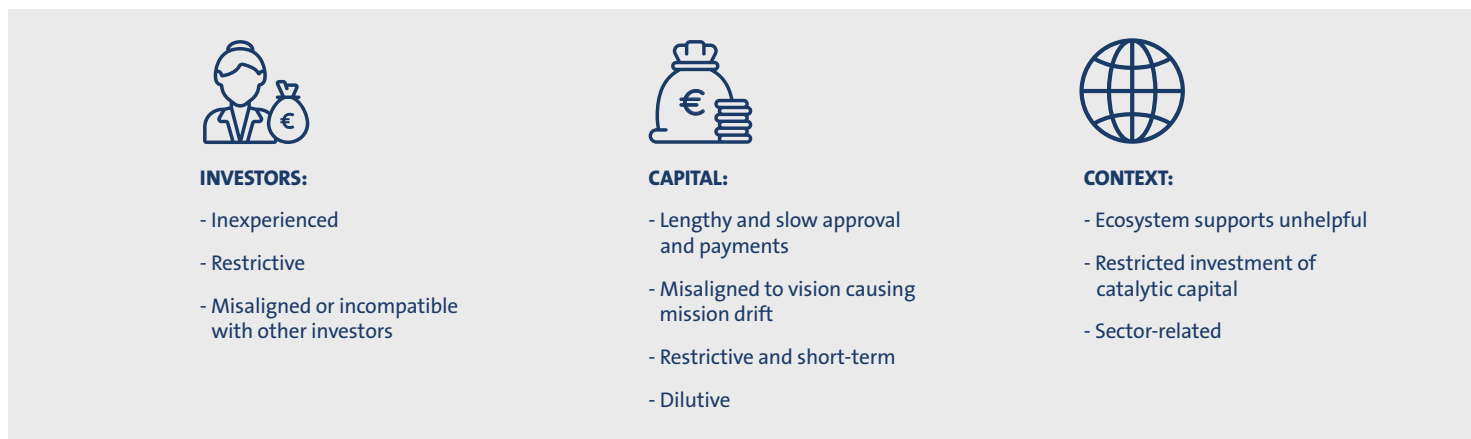 €
€
INVESTORS:
- Inexperienced
- Restrictive
- Misaligned or incompatible
with other investors
CAPITAL:
- Lengthy and slow approval
and payments
- Misaligned to vision causing
mission drift
- Restrictive and short-term
- Dilutive
CONTEXT:
- Ecosystem supports unhelpful
- Restricted investment of
catalytic capital
- Sector-related